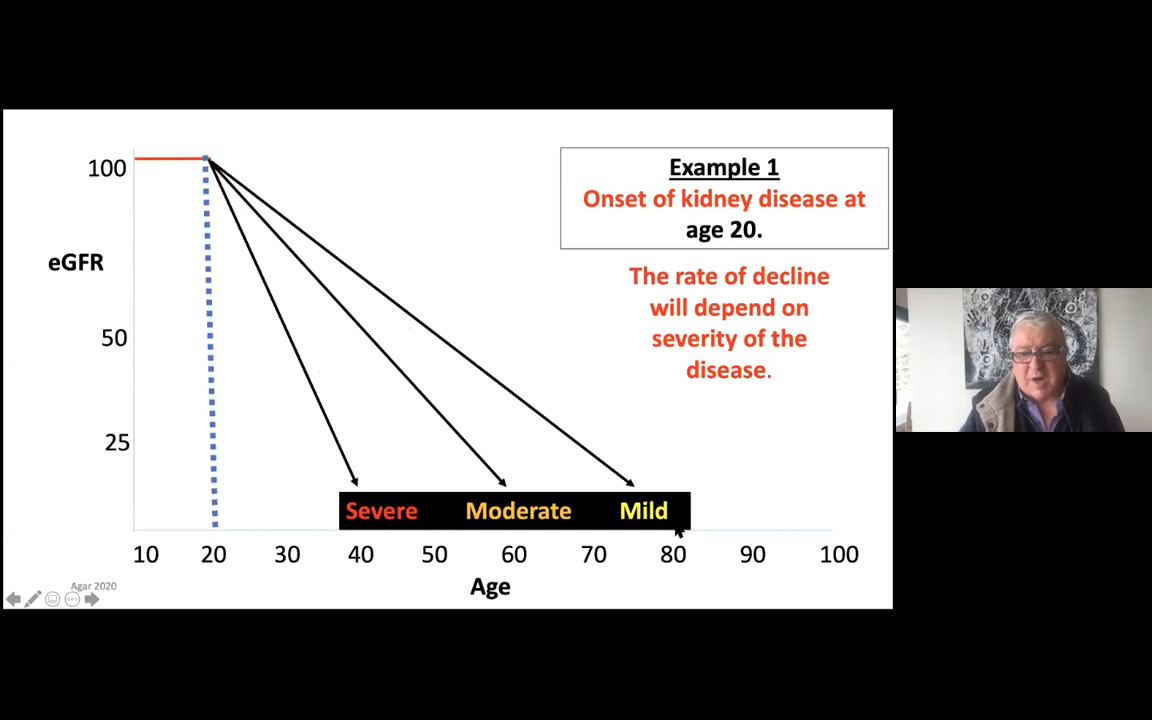 Example 1
Onset of kidney disease at
age 20.
The rate of decline
will depend on
severity of the
disease.
100
eGFR
50
25
Severe Moderate Mild
10 20 30 40 50 60 70 80 90 100
Age
Agar 2020